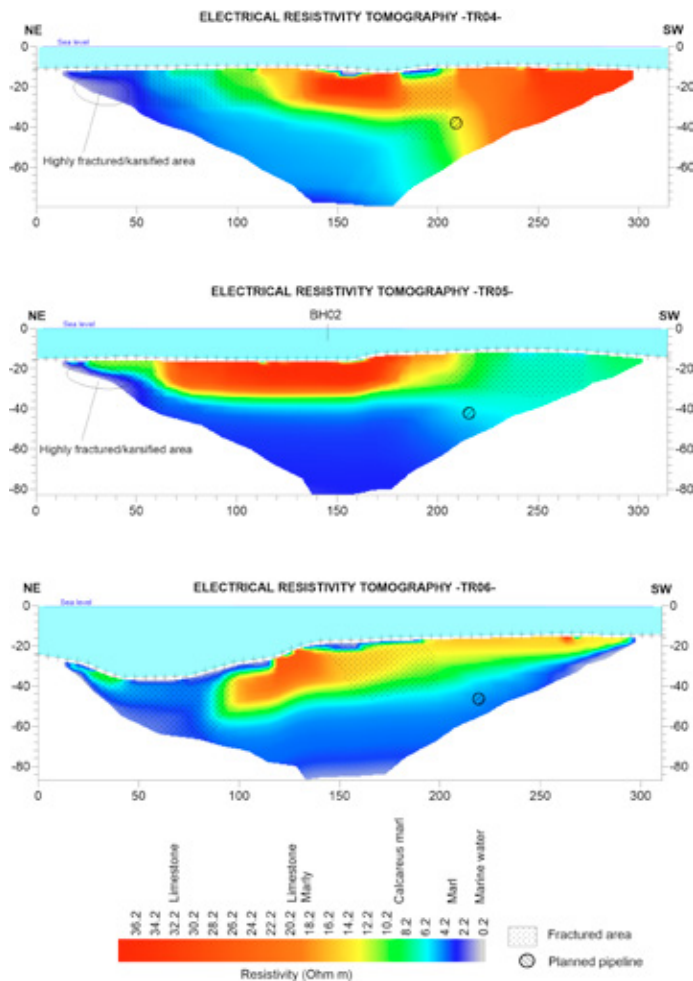 ELECTRICAL RESISTIVITY TOMOGRAPHY -TR04-
NE
SW
Sea level
0
-20
-40
-60
0
-20
-40
-60
Highly fractured/karsified area
0
50
100
150
200
250
300
ELECTRICAL RESISTIVITY TOMOGRAPHY -TR05-
NE
BH02
SW
Sea level
0
-20
-40
-60
-80
0
-20
-40
-60
-80
Highly fractured/karsified area
0
50
100
150
200
250
300
ELECTRICAL RESISTIVITY TOMOGRAPHY -TR06-
NE
SW
Sea level
0
-20
-40
-60
-80
0
-20
-40
-60
-80
0
50
100
150
200
250
300
Limestone
Limestone
Marly
Calcareus marl
Marl
Marine water
36.2
34.2
32.2
30.2
28.2
26.2
24.2
22.2
20.2
18.2
16.2
14.2
12.2
10.2
8.2
6.2
4.2
2.2
0.2
Resistivity (Ohm m)
Fractured area
Planned pipeline